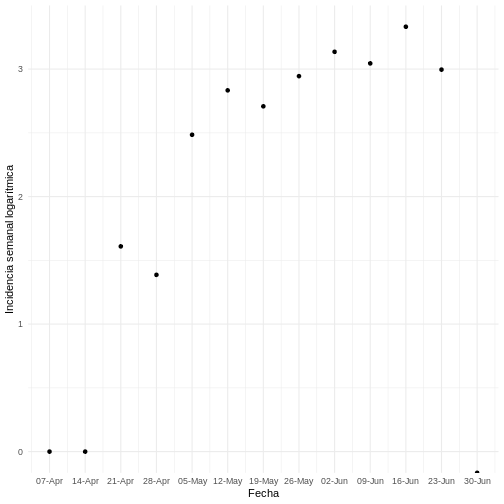 3
2
1
0
Incidencia semanal logarítmica
07-Apr 14-Apr 21-Apr 28-Apr 05-May 12-May 19-May 26-May 02-Jun 09-Jun 16-Jun 23-Jun 30-Jun
Fecha